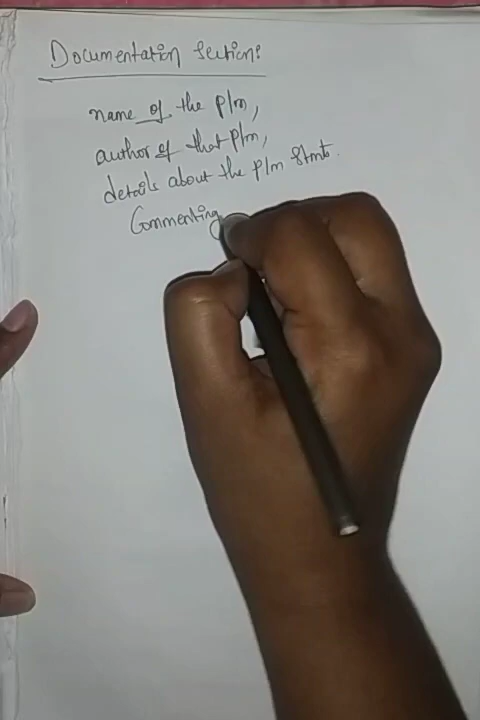 Documentation Section:
name of the p/m,
author of that p/m,
details about the p/m Stmts.
Commenting